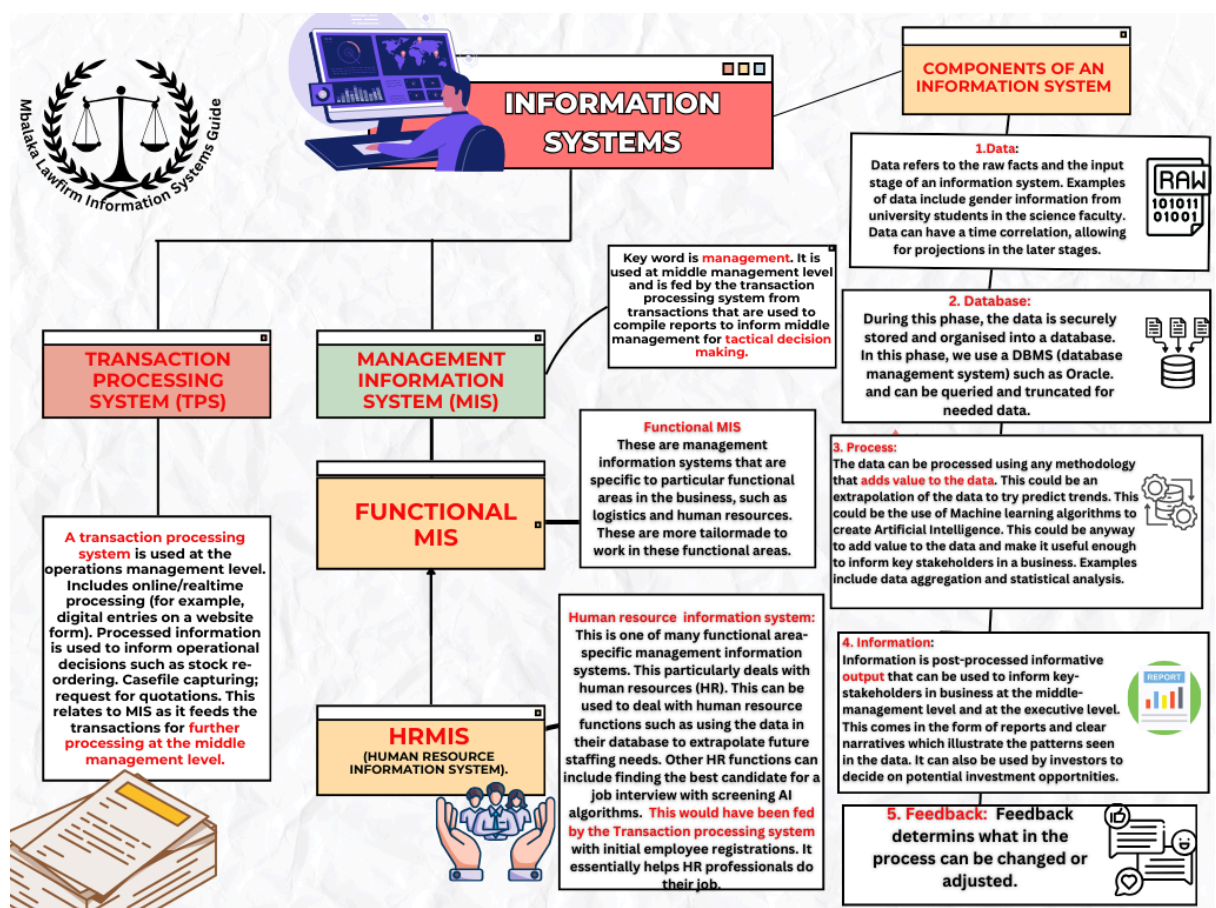 Mbalaka Lawfirm Information Systems Guide
INFORMATION
SYSTEMS
COMPONENTS OF AN
INFORMATION SYSTEM
1.Data:
Data refers to the raw facts and the input
stage of an information system. Examples
of data include gender information from
university students in the science faculty.
Data can have a time correlation, allowing
for projections in the later stages.
RAW
101011
01001
Key word is management. It is
used at middle management level
and is fed by the transaction
processing system from
transactions that are used to
compile reports to inform middle
management for tactical decision
making.
2. Database:
During this phase, the data is securely
stored and organised into a database.
In this phase, we use a DBMS (database
management system) such as Oracle.
and can be queried and truncated for
needed data.
TRANSACTION
PROCESSING
SYSTEM (TPS)
MANAGEMENT
INFORMATION
SYSTEM (MIS)
Functional MIS
These are management
information systems that are
specific to particular functional
areas in the business, such as
logistics and human resources.
These are more tailormade to
work in these functional areas.
3. Process:
The data can be processed using any methodology
that adds value to the data. This could be an
extrapolation of the data to try predict trends. This
could be the use of Machine learning algorithms to
create Artificial Intelligence. This could be anyway
to add value to the data and make it useful enough
to inform key stakeholders in a business. Examples
include data aggregation and statistical analysis.
FUNCTIONAL
MIS
A transaction processing
system is used at the
operations management level.
Includes online/realtime
processing (for example,
digital entries on a website
form). Processed information
is used to inform operational
decisions such as stock re-
ordering. Casefile capturing;
request for quotations. This
relates to MIS as it feeds the
transactions for further
processing at the middle
management level.
Human resource information system:
This is one of many functional area-
specific management information
systems. This particularly deals with
human resources (HR). This can be
used to deal with human resource
functions such as using the data in
their database to extrapolate future
staffing needs. Other HR functions can
include finding the best candidate for a
job interview with screening AI
algorithms. This would have been fed
by the Transaction processing system
with initial employee registrations. It
essentially helps HR professionals do
their job.
4. Information:
Information is post-processed informative
output that can be used to inform key-
stakeholders in business at the middle-
management level and at the executive level.
This comes in the form of reports and clear
narratives which illustrate the patterns seen
in the data. It can also be used by investors to
decide on potential investment opportnities.
REPORT
HRMIS
(HUMAN RESOURCE
INFORMATION SYSTEM).
5. Feedback: Feedback
determins what in the
process can be changed or
adjusted.